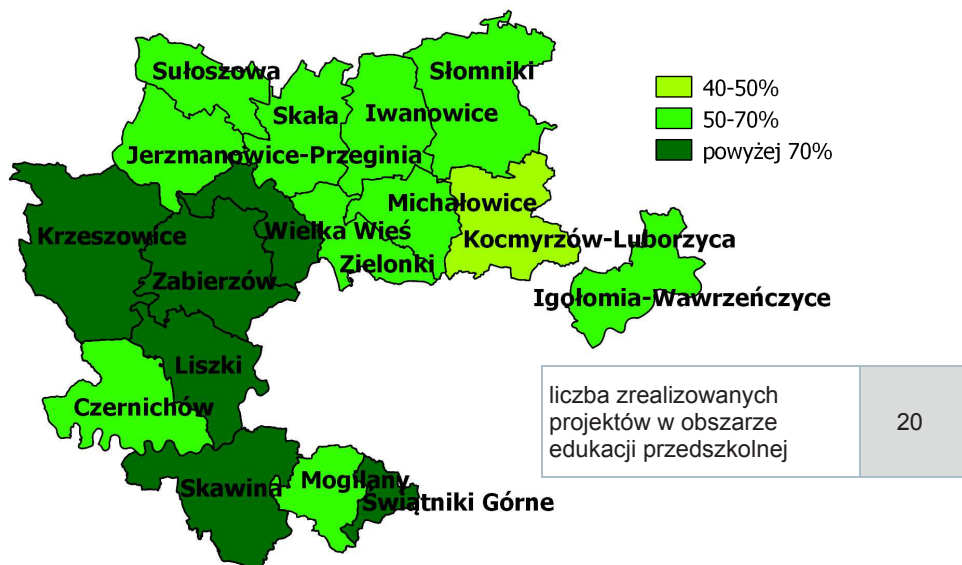 Sułoszowa
Słomniki
Skała
Iwanowice
Jerzmanowice-Przeginia
Michałowice
Krzeszowice
Wielka Wieś
Kocmyrzów-Luborzyca
Zielonki
Zabierzów
Igołomia-Wawrzeńczyce
Liszki
Czernichów
Skawina
Mogilany
Świątniki Górne
40-50%
50-70%
powyżej 70%
liczba zrealizowanych
projektów w obszarze
edukacji przedszkolnej
20